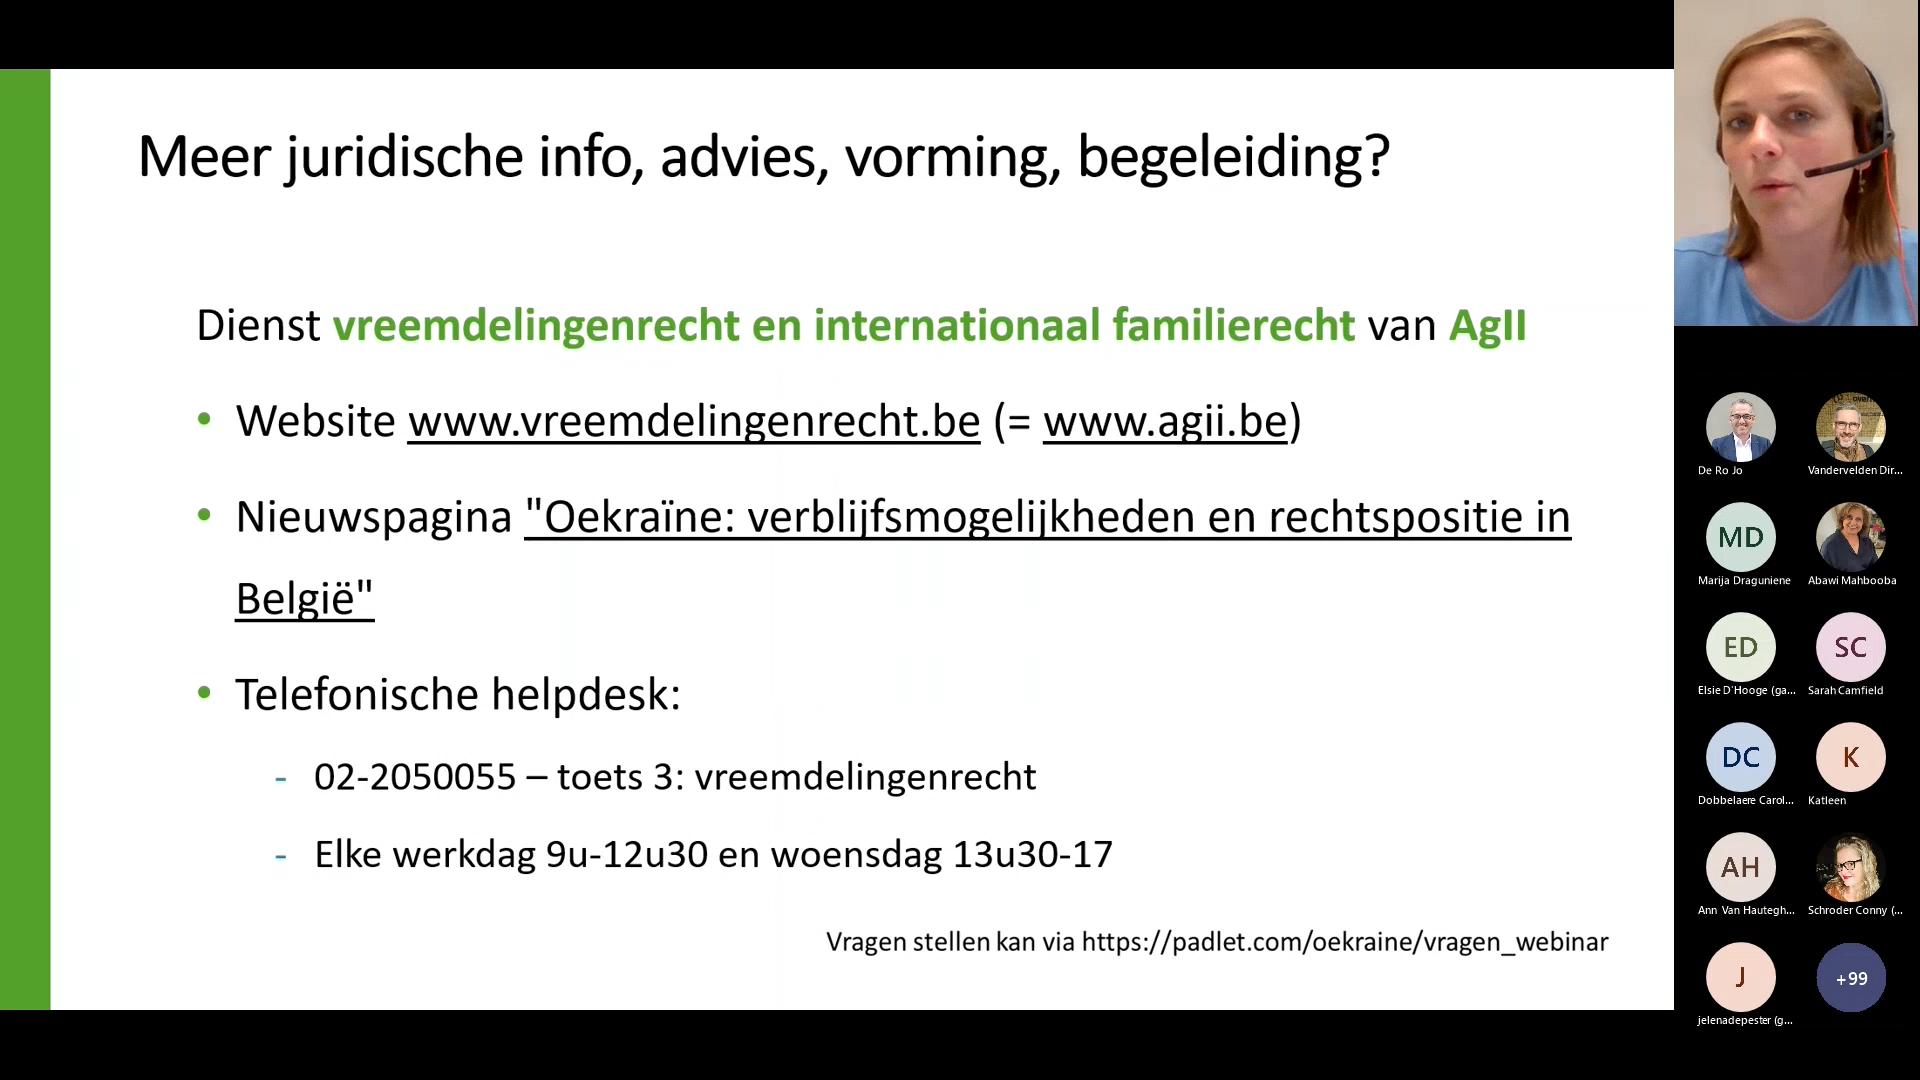 Meer juridische info, advies, vorming, begeleiding?
Dienst vreemdelingenrecht en internationaal familierecht van AgII
• Website www.vreemdelingenrecht.be (= www.agii.be)
• Nieuwspagina "Oekraïne: verblijfsmogelijkheden en rechtspositie in
België"
• Telefonische helpdesk:
- 02-2050055 – toets 3: vreemdelingenrecht
- Elke werkdag 9u-12u30 en woensdag 13u30-17
Vragen stellen kan via https://padlet.com/oekraine/vragen_webinar
De Ro Jo
Vandervelden Dir...
MD
Marija Draguniene
Abawi Mahbooba
ED
Elsie D'Hooge (ga...
SC
Sarah Camfield
DC
Dobbelaere Carol...
K
Katleen
AH
Ann Van Hautegh...
Schroder Conny (...
J
jelenadepester (g...
+99